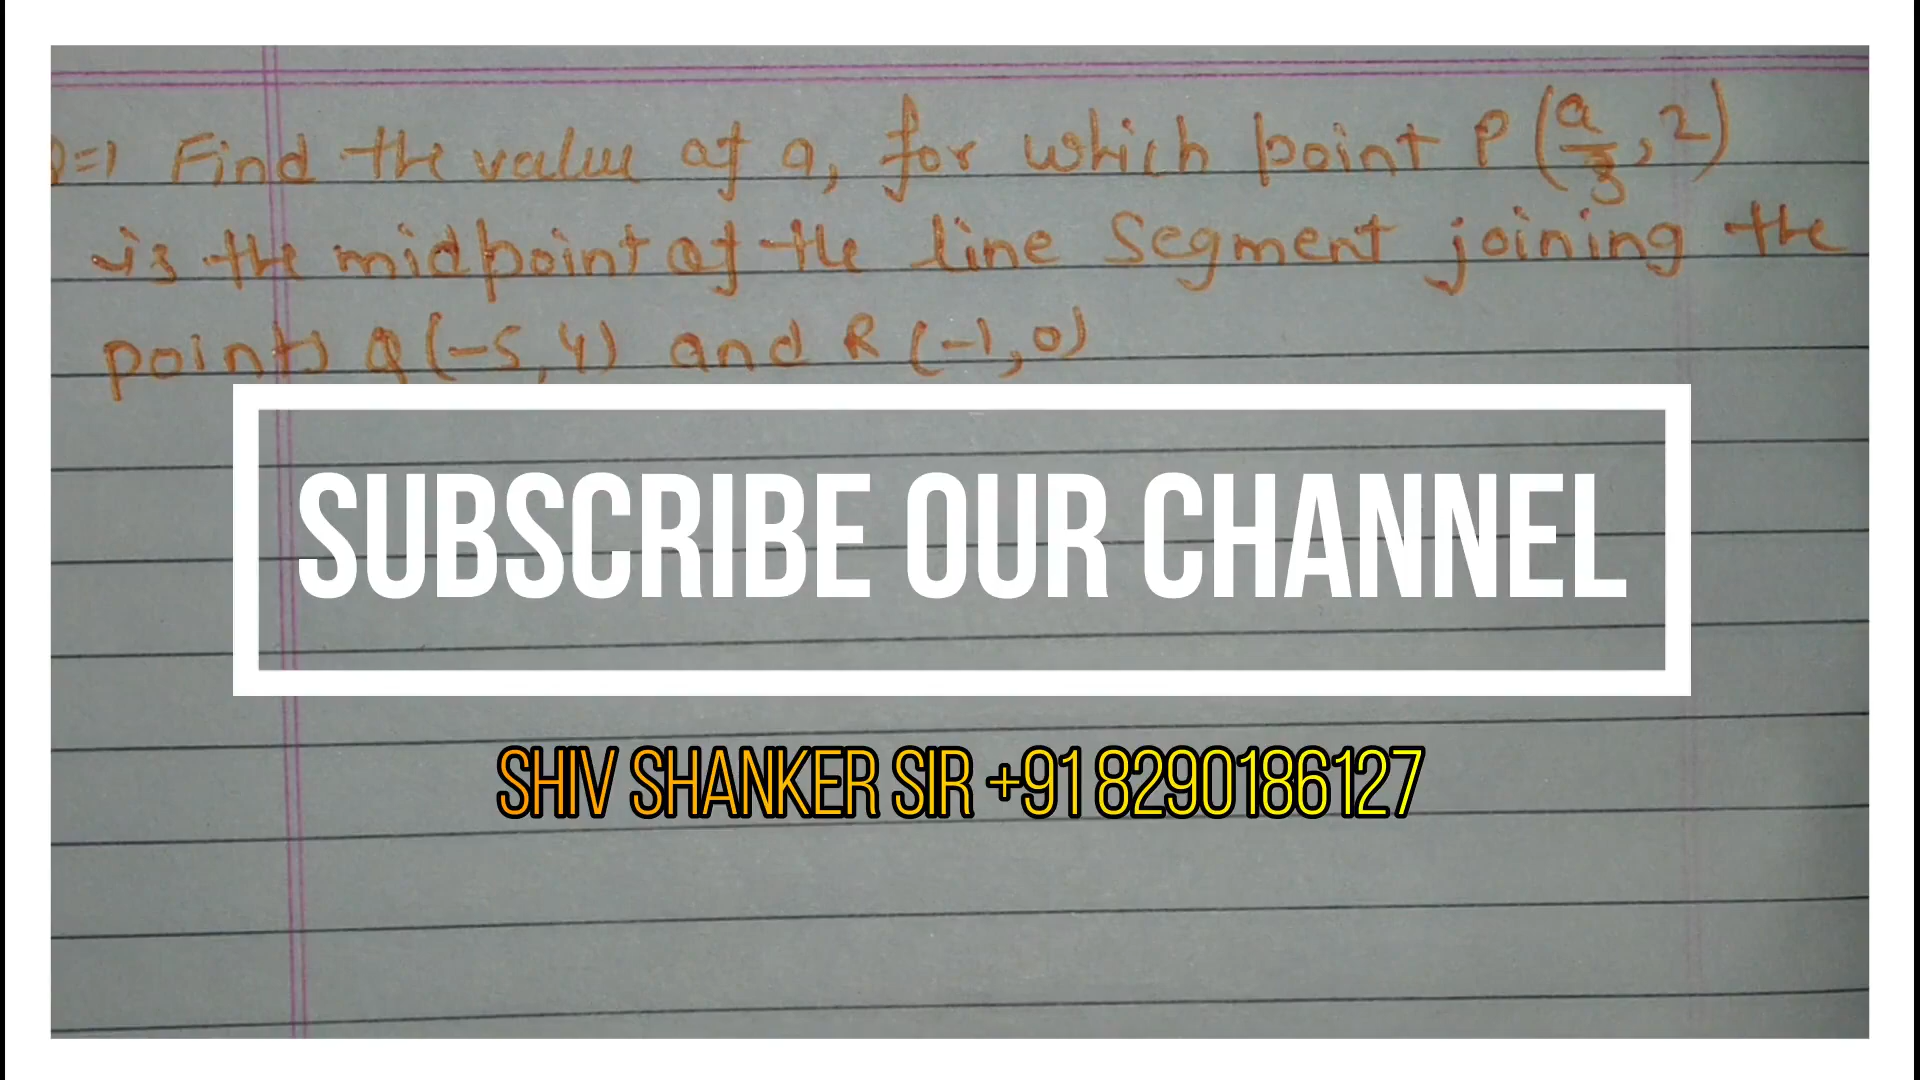 Q=1 Find the value of a, for which point P (a/3, 2)
is the midpoint of the line segment joining the
points Q(-5, 4) and R (-1, 0)
SUBSCRIBE OUR CHANNEL
SHIV SHANKER SIR +91 8290186127